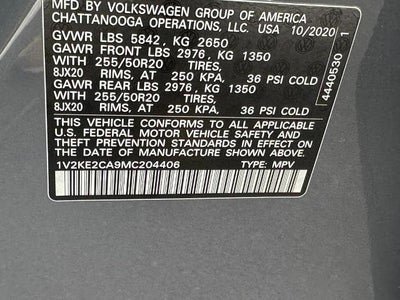 MFD BY VOLKSWAGEN GROUP OF AMERICA
CHATTANOOGA OPERATIONS, LLC. USA 10/2020
GVWR LBS 5842, KG 2650
GAWR FRONT LBS 2976, KG 1350
WITH 255/50R20 TIRES,
8JX20 RIMS, AT 250 KPA, 36 PSI COLD
GAWR REAR LBS 2976, KG 1350
WITH 255/50R20 TIRES,
8JX20 RIMS, AT 250 KPA, 36 PSI COLD
THIS VEHICLE CONFORMS TO ALL APPLICABLE
U.S. FEDERAL MOTOR VEHICLE SAFETY AND
THEFT PREVENTION STANDARDS IN EFFECT ON
THE DATE OF MANUFACTURE SHOWN ABOVE.
1V2KE2CA9MC204406 TYPE: MPV
4440530 1